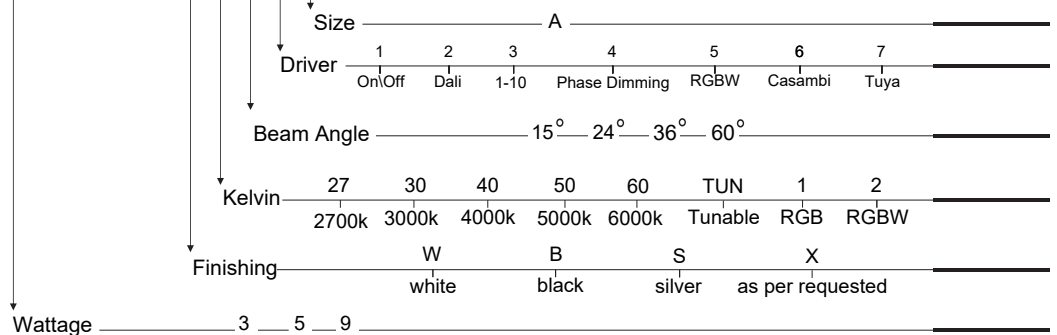 Size A
1 2 3 4 5 6 7
Driver
On\Off Dali 1-10 Phase Dimming RGBW Casambi Tuya
Beam Angle 15° 24° 36° 60°
27 30 40 50 60 TUN 1 2
Kelvin
2700k 3000k 4000k 5000k 6000k Tunable RGB RGBW
W B S X
Finishing
white black silver as per requested
Wattage 3 5 9